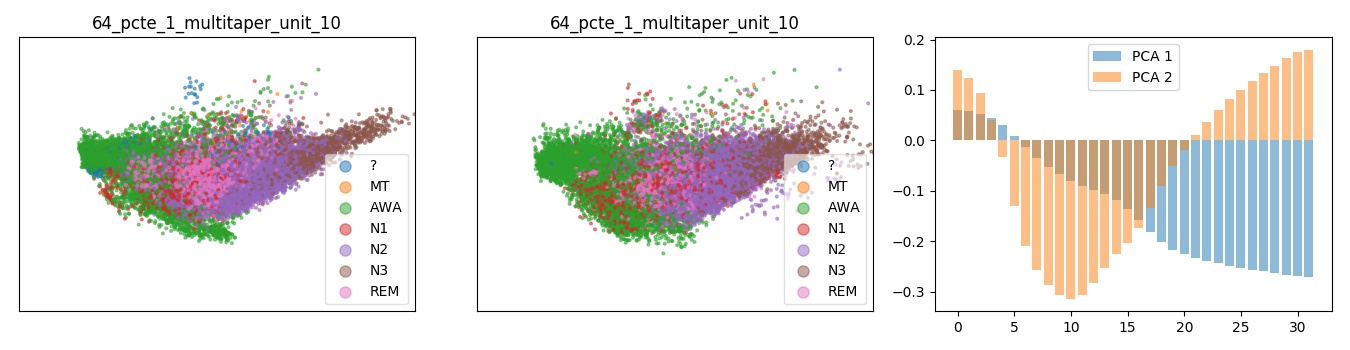 64_pcte_1_multitaper_unit_10
?
MT
AWA
N1
N2
N3
REM
64_pcte_1_multitaper_unit_10
?
MT
AWA
N1
N2
N3
REM
0.2
0.1
0.0
−0.1
−0.2
−0.3
PCA 1
PCA 2
0 5 10 15 20 25 30